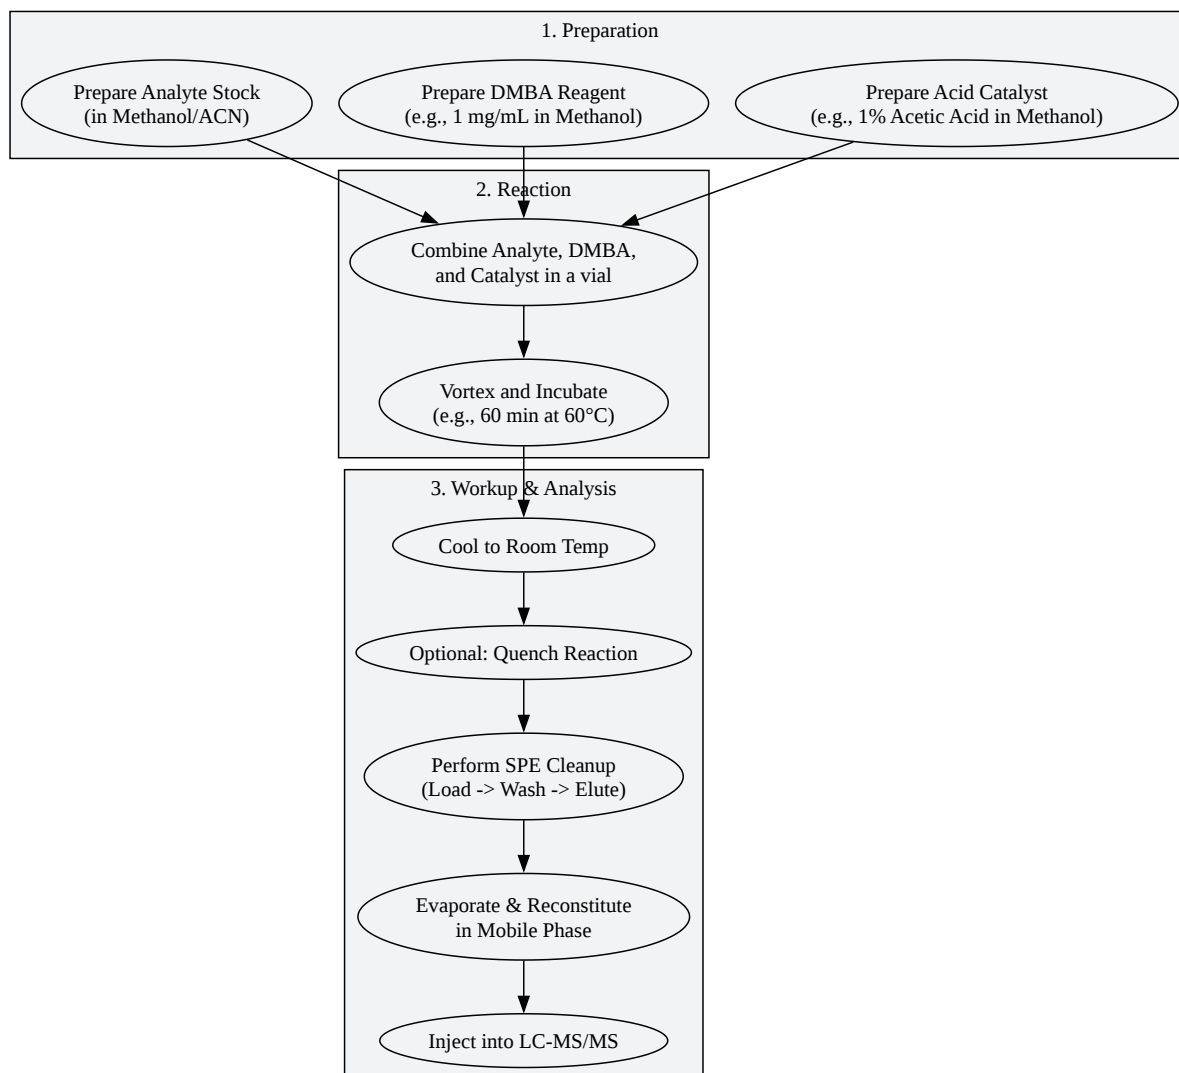 1. Preparation
Prepare Analyte Stock
(in Methanol/ACN)
Prepare DMBA Reagent
(e.g., 1 mg/mL in Methanol)
Prepare Acid Catalyst
(e.g., 1% Acetic Acid in Methanol)
2. Reaction
Combine Analyte, DMBA,
and Catalyst in a vial
Vortex and Incubate
(e.g., 60 min at 60°C)
3. Workup & Analysis
Cool to Room Temp
Optional: Quench Reaction
Perform SPE Cleanup
(Load -> Wash -> Elute)
Evaporate & Reconstitute
in Mobile Phase
Inject into LC-MS/MS